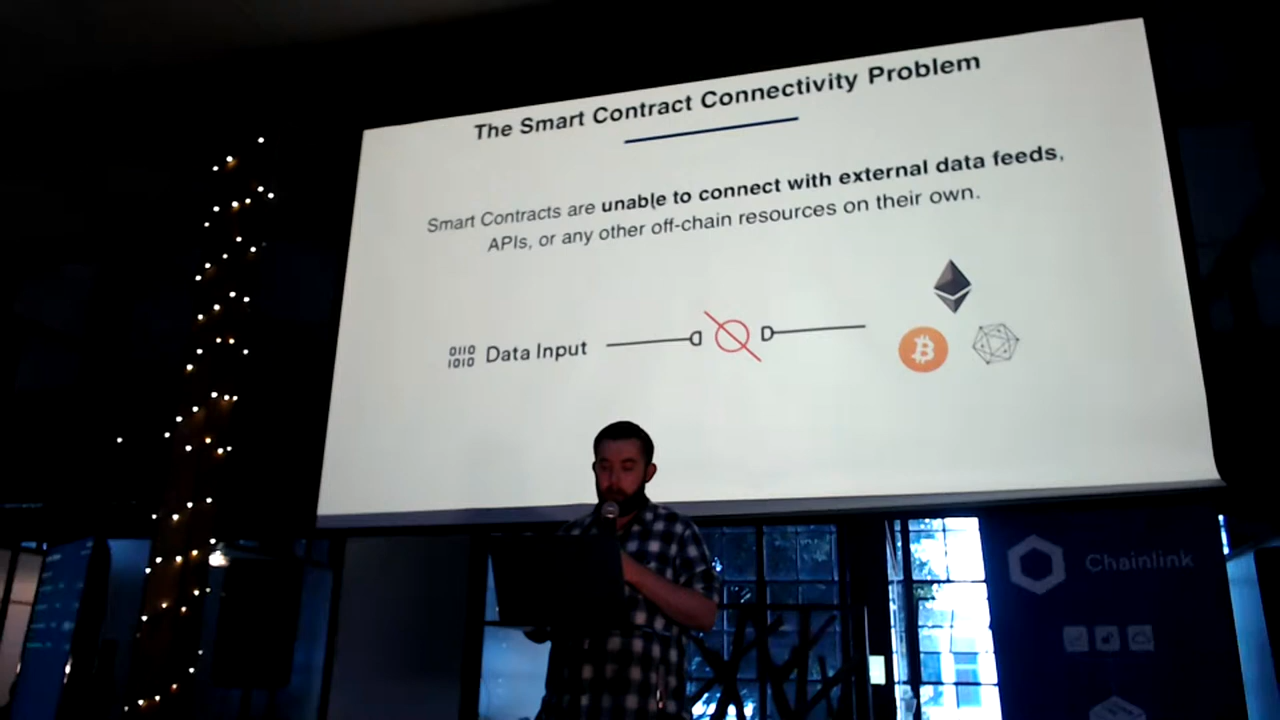 The Smart Contract Connectivity Problem
Smart Contracts are unable to connect with external data feeds,
APIs, or any other off-chain resources on their own.
0110
1010
Data Input
Chainlink